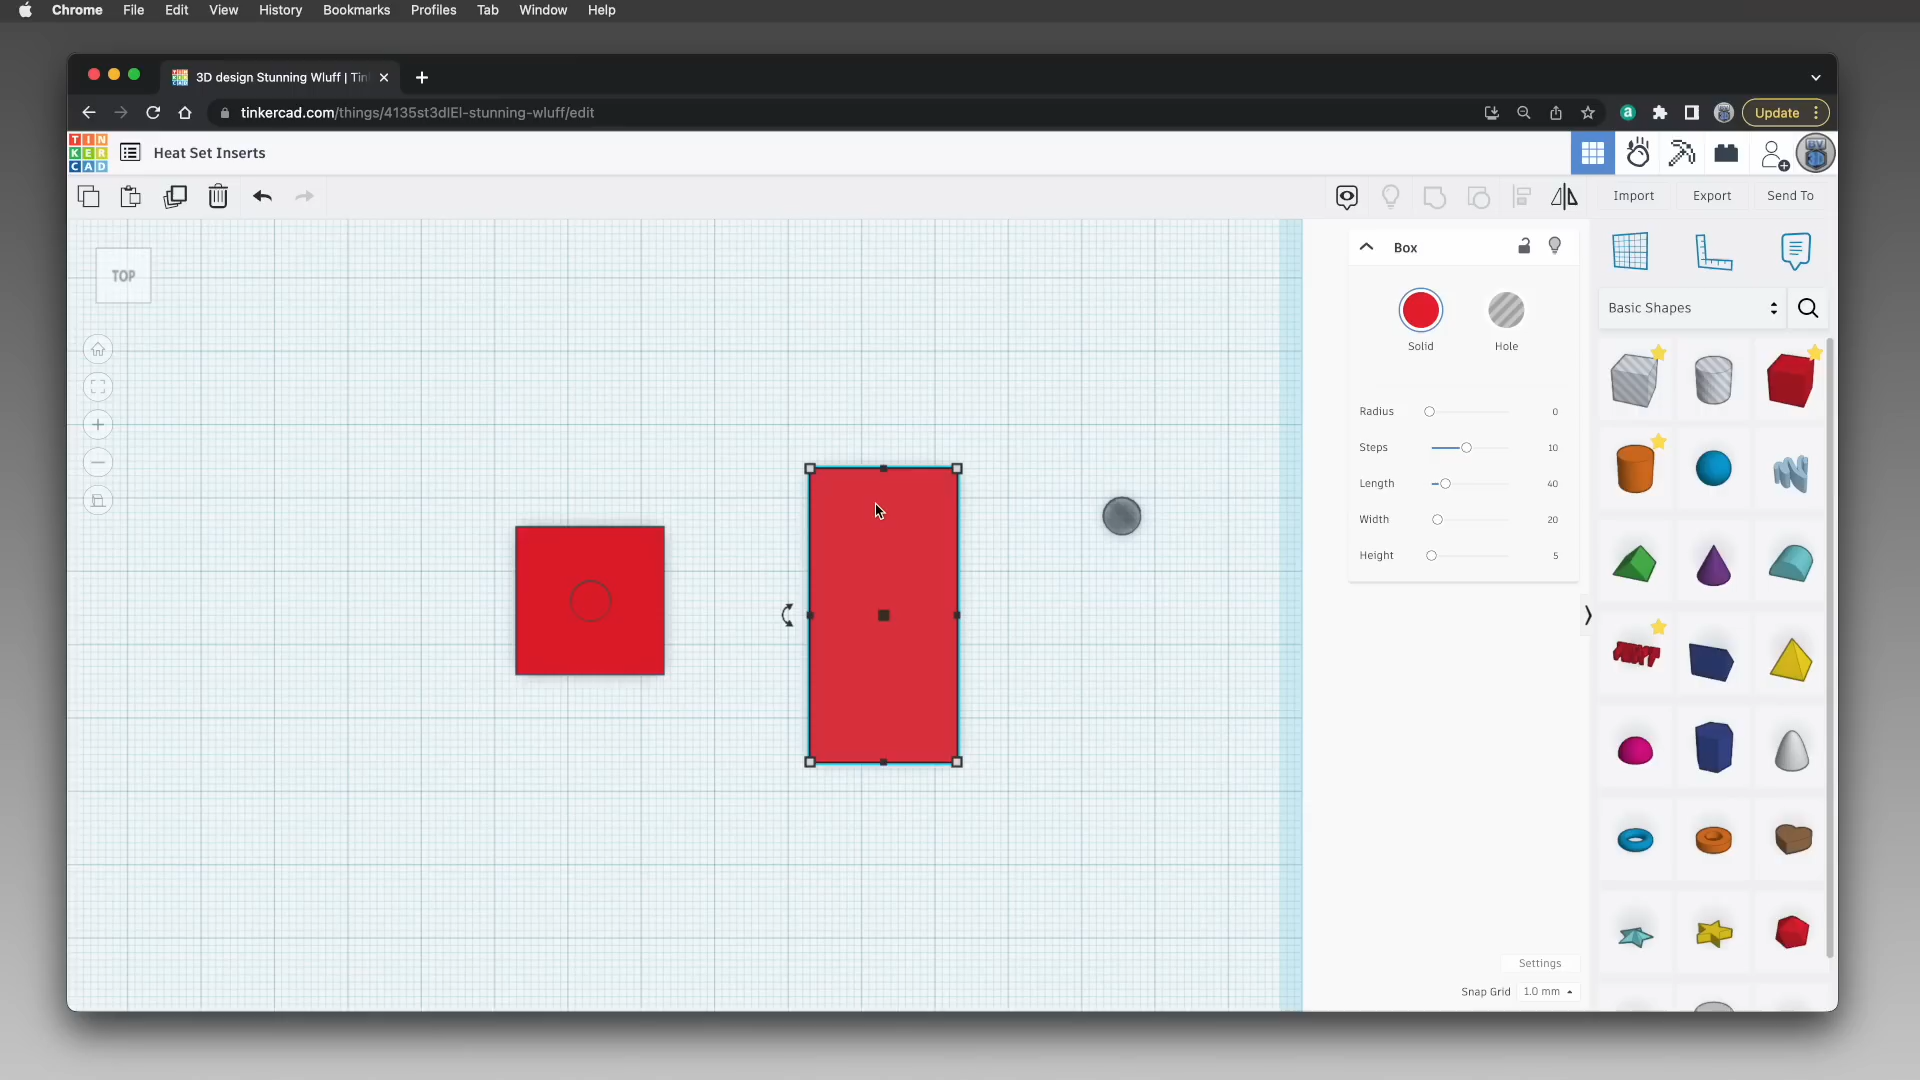 Chrome File Edit View History Bookmarks Profiles Tab Window Help
3D design Stunning Wluff | Tin
tinkercad.com/things/4135st3dlEl-stunning-wluff/edit
Update
TIN
KER
CAD
Heat Set Inserts
Import Export Send To
TOP
Box
Solid Hole
Basic Shapes
Radius 0
Steps 10
Length 40
Width 20
Height 5
Settings
Snap Grid 1.0 mm